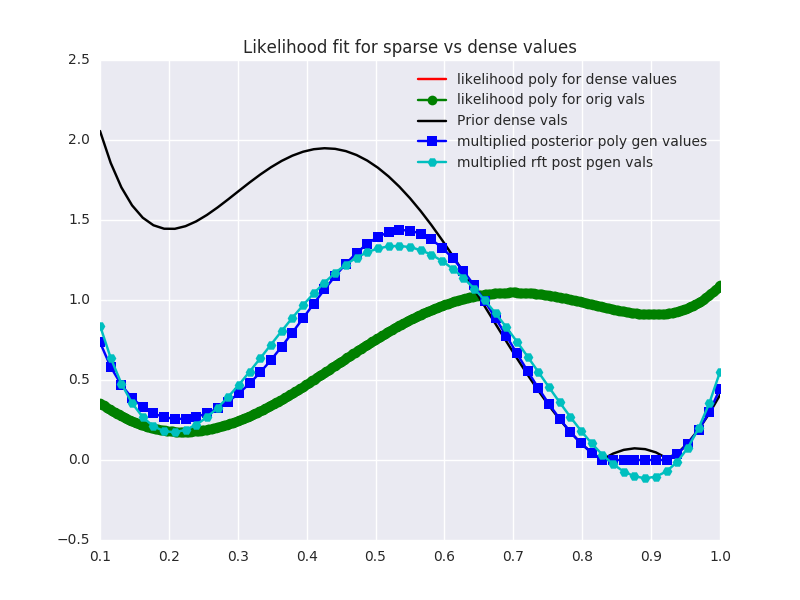 Likelihood fit for sparse vs dense values
likelihood poly for dense values
likelihood poly for orig vals
Prior dense vals
multiplied posterior poly gen values
multiplied rft post pgen vals
2.5
2.0
1.5
1.0
0.5
0.0
−0.5
0.1 0.2 0.3 0.4 0.5 0.6 0.7 0.8 0.9 1.0